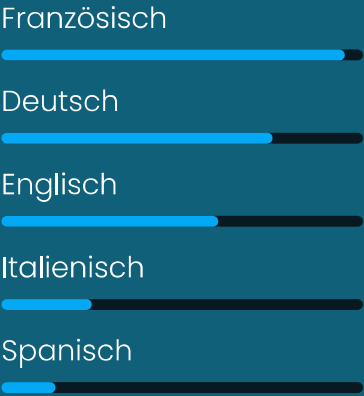 Französisch
Deutsch
Englisch
Italienisch
Spanisch